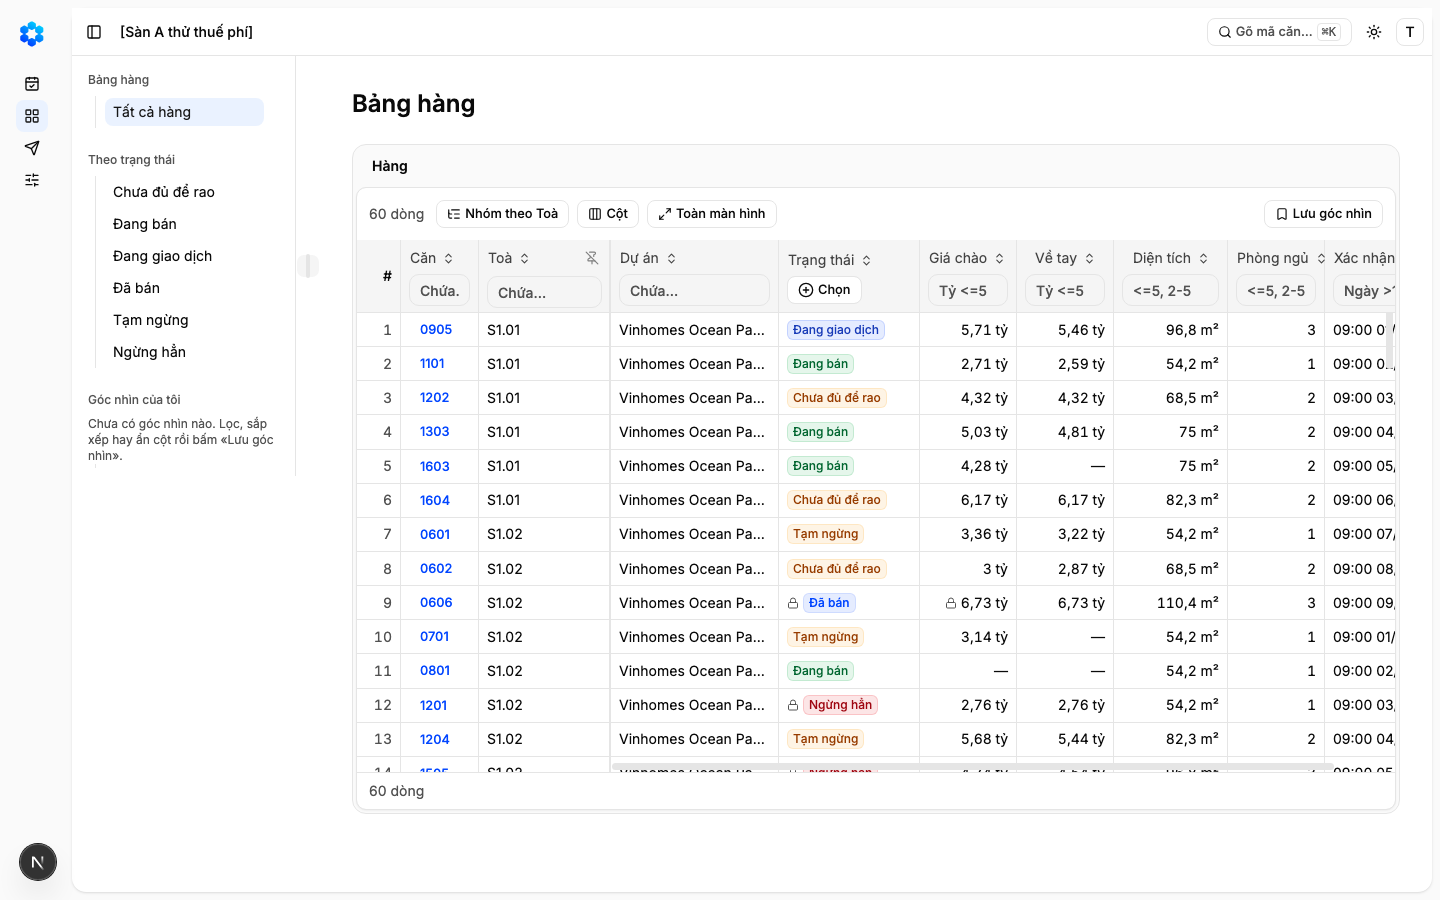 [Sàn A thử thuế phí]
Gõ mã căn... ⌘K
T
Bảng hàng
Tất cả hàng
Theo trạng thái
Chưa đủ để rao
Đang bán
Đang giao dịch
Đã bán
Tạm ngừng
Ngừng hẳn
Góc nhìn của tôi
Chưa có góc nhìn nào. Lọc, sắp
xếp hay ẩn cột rồi bấm «Lưu góc
nhìn».
N
Bảng hàng
Hàng
60 dòng Nhóm theo Toà Cột Toàn màn hình Lưu góc nhìn
# Căn Toà Dự án Trạng thái Giá chào Về tay Diện tích Phòng ngủ Xác nhận
Chứa. Chứa... Chứa... Chọn Tỷ <=5 Tỷ <=5 <=5, 2-5 <=5, 2-5 Ngày >
1 0905 S1.01 Vinhomes Ocean Pa... Đang giao dịch 5,71 tỷ 5,46 tỷ 96,8 m² 3 09:00
2 1101 S1.01 Vinhomes Ocean Pa... Đang bán 2,71 tỷ 2,59 tỷ 54,2 m² 1 09:00
3 1202 S1.01 Vinhomes Ocean Pa... Chưa đủ để rao 4,32 tỷ 4,32 tỷ 68,5 m² 2 09:00 03/
4 1303 S1.01 Vinhomes Ocean Pa... Đang bán 5,03 tỷ 4,81 tỷ 75 m² 2 09:00 04/
5 1603 S1.01 Vinhomes Ocean Pa... Đang bán 4,28 tỷ — 75 m² 2 09:00 05/
6 1604 S1.01 Vinhomes Ocean Pa... Chưa đủ để rao 6,17 tỷ 6,17 tỷ 82,3 m² 2 09:00 06/
7 0601 S1.02 Vinhomes Ocean Pa... Tạm ngừng 3,36 tỷ 3,22 tỷ 54,2 m² 1 09:00 07/
8 0602 S1.02 Vinhomes Ocean Pa... Chưa đủ để rao 3 tỷ 2,87 tỷ 68,5 m² 2 09:00 08/
9 0606 S1.02 Vinhomes Ocean Pa... Đã bán 6,73 tỷ 6,73 tỷ 110,4 m² 3 09:00 09/
10 0701 S1.02 Vinhomes Ocean Pa... Tạm ngừng 3,14 tỷ — 54,2 m² 1 09:00 01/
11 0801 S1.02 Vinhomes Ocean Pa... Đang bán — — 54,2 m² 1 09:00 02/
12 1201 S1.02 Vinhomes Ocean Pa... Ngừng hẳn 2,76 tỷ 2,76 tỷ 54,2 m² 1 09:00 03/
13 1204 S1.02 Vinhomes Ocean Pa... Tạm ngừng 5,68 tỷ 5,44 tỷ 82,3 m² 2 09:00 04/
60 dòng